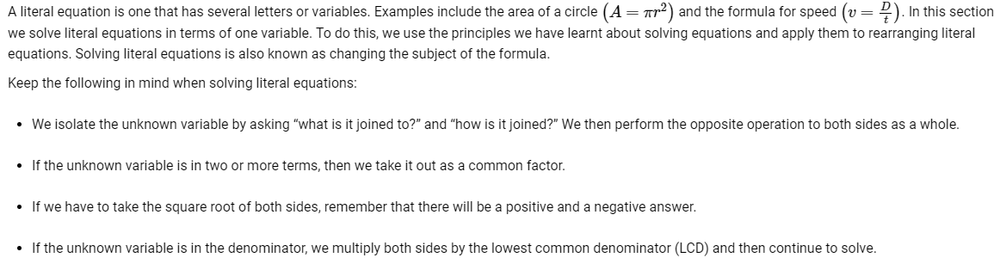 A literal equation is one that has several letters or variables. Examples include the area of a circle (A = πr²) and the formula for speed (v = D/t). In this section
we solve literal equations in terms of one variable. To do this, we use the principles we have learnt about solving equations and apply them to rearranging literal
equations. Solving literal equations is also known as changing the subject of the formula.
Keep the following in mind when solving literal equations:
• We isolate the unknown variable by asking “what is it joined to?” and “how is it joined?” We then perform the opposite operation to both sides as a whole.
• If the unknown variable is in two or more terms, then we take it out as a common factor.
• If we have to take the square root of both sides, remember that there will be a positive and a negative answer.
• If the unknown variable is in the denominator, we multiply both sides by the lowest common denominator (LCD) and then continue to solve.